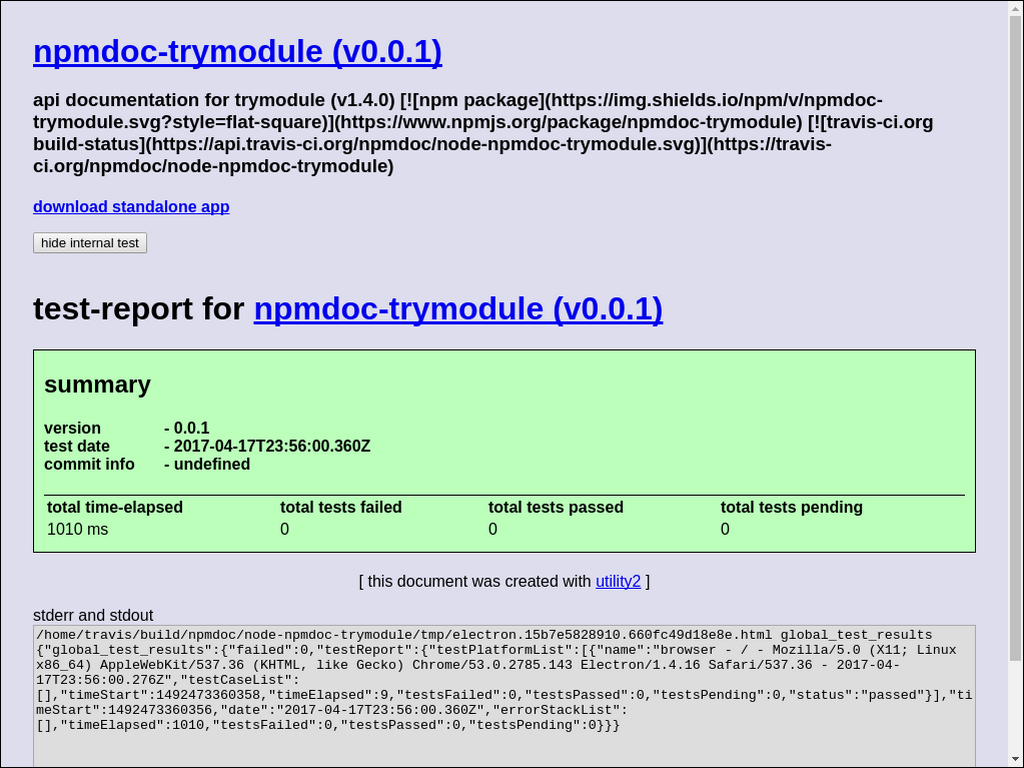 npmdoc-trymodule (v0.0.1)
api documentation for trymodule (v1.4.0) [![npm package](https://img.shields.io/npm/v/npmdoc-
trymodule.svg?style=flat-square)](https://www.npmjs.org/package/npmdoc-trymodule) [![travis-ci.org
build-status](https://api.travis-ci.org/npmdoc/node-npmdoc-trymodule.svg)](https://travis-
ci.org/npmdoc/node-npmdoc-trymodule)
download standalone app
hide internal test
test-report for npmdoc-trymodule (v0.0.1)
summary
version - 0.0.1
test date - 2017-04-17T23:56:00.360Z
commit info - undefined
total time-elapsed total tests failed total tests passed total tests pending
1010 ms 0 0 0
[ this document was created with utility2 ]
stderr and stdout
/home/travis/build/npmdoc/node-npmdoc-trymodule/tmp/electron.15b7e5828910.660fc49d18e8e.html global_test_results
{"global_test_results":{"failed":0,"testReport":{"testPlatformList":[{"name":"browser - / - Mozilla/5.0 (X11; Linux
x86_64) AppleWebKit/537.36 (KHTML, like Gecko) Chrome/53.0.2785.143 Electron/1.4.16 Safari/537.36 - 2017-04-
17T23:56:00.276Z","testCaseList":
[],"timeStart":1492473360358,"timeElapsed":9,"testsFailed":0,"testsPassed":0,"testsPending":0,"status":"passed"}],"ti
meStart":1492473360356,"date":"2017-04-17T23:56:00.360Z","errorStackList":
[],"timeElapsed":1010,"testsFailed":0,"testsPassed":0,"testsPending":0}}}